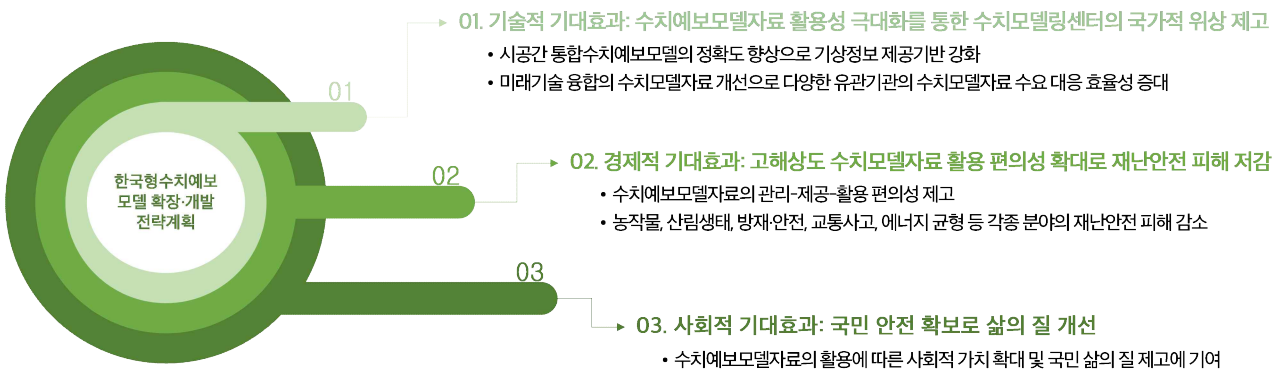 01. 기술적 기대효과: 수치예보모델자료 활용성 극대화를 통한 수치모델링센터의 국가적 위상 제고
• 시공간 통합수치예보모델의 정확도 향상으로 기상정보 제공기반 강화
• 미래기술 융합의 수치모델자료 개선으로 다양한 유관기관의 수치모델자료 수요 대응 효율성 증대
01
한국형수치예보
모델 확장·개발
전략계획
02
02. 경제적 기대효과: 고해상도 수치모델자료 활용 편의성 확대로 재난안전 피해 저감
• 수치예보모델자료의 관리-제공-활용 편의성 제고
• 농작물, 산림생태, 방재·안전, 교통사고, 에너지 균형 등 각종 분야의 재난안전 피해 감소
03
03. 사회적 기대효과: 국민 안전 확보로 삶의 질 개선
• 수치예보모델자료의 활용에 따른 사회적 가치 확대 및 국민 삶의 질 제고에 기여